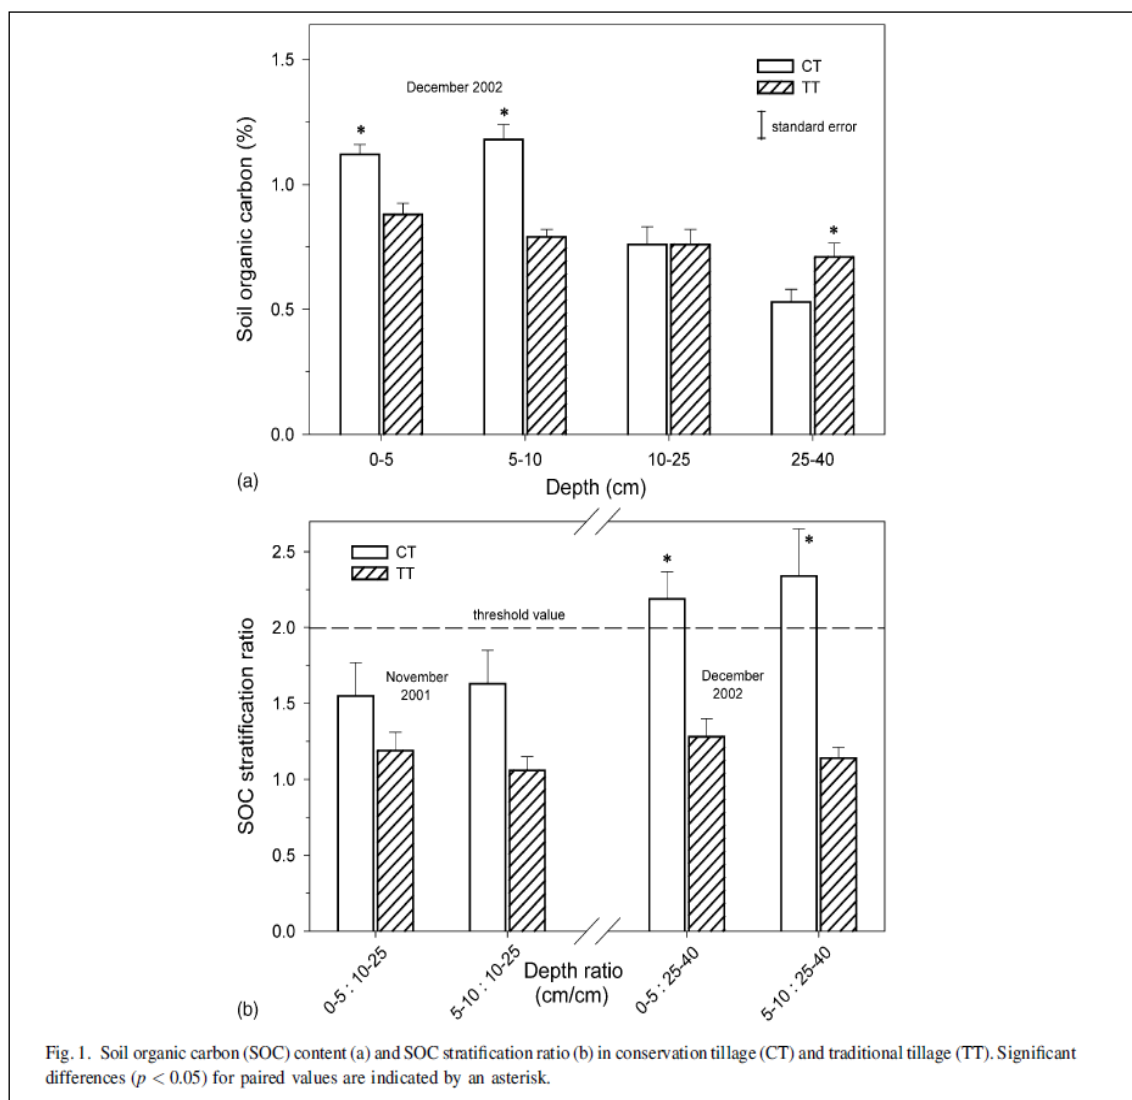 1.5
CT
TT
December 2002
*
*
standard error
Soil organic carbon (%)
1.0
*
0.5
0.0
0-5
5-10
10-25
25-40
(a)
Depth (cm)
2.5
CT
TT
*
*
threshold value
2.0
SOC stratification ratio
November
2001
December
2002
1.5
1.0
0.5
0.0
0-5 : 10-25
5-10 : 10-25
Depth ratio
(cm/cm)
0-5 : 25-40
5-10 : 25-40
(b)
Fig. 1. Soil organic carbon (SOC) content (a) and SOC stratification ratio (b) in conservation tillage (CT) and traditional tillage (TT). Significant
differences (p < 0.05) for paired values are indicated by an asterisk.